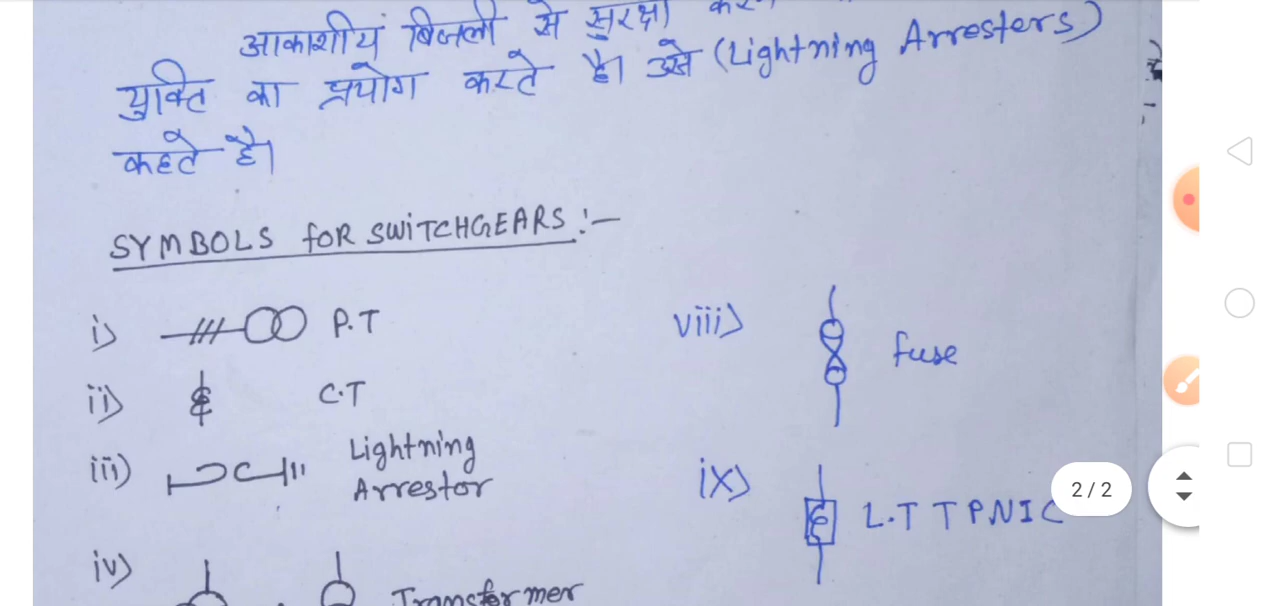 आकाशीय बिजली से सुरक्षा
युक्ति का प्रयोग करते है। उसे (Lightning Arresters)
कहते है।
SYMBOLS foR SWiTCHGEARS :-
i) P.T
ii) C.T
iii) Lightning
Arrestor
iv) Transformer
viii) fuse
ix) L.T TPNIC
2/2